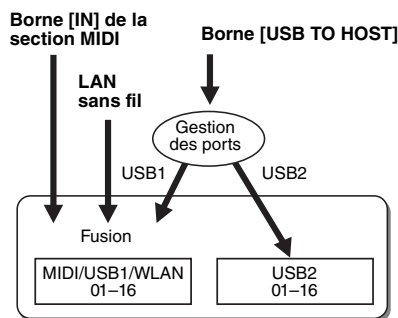 Borne [IN] de la
section MIDI
Borne [USB TO HOST]
LAN
sans fil
Gestion
des ports
USB1
USB2
Fusion
MIDI/USB1/WLAN
01–16
USB2
01–16